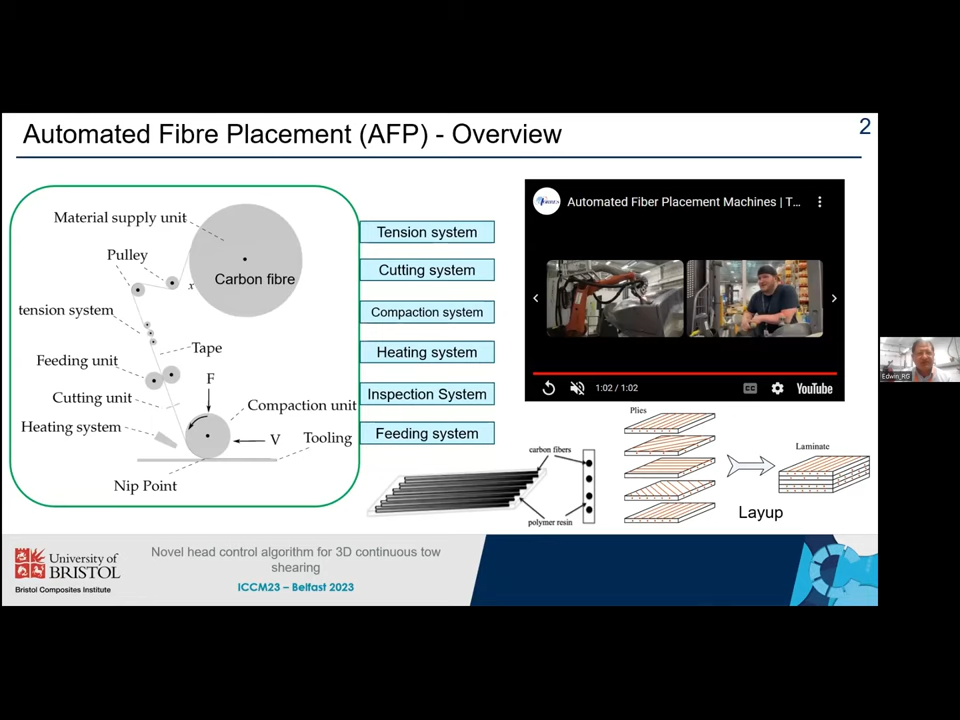 Automated Fibre Placement (AFP) - Overview
2
Material supply unit
Pulley
x
Carbon fibre
tension system
Tape
Feeding unit
F
Cutting unit
Compaction unit
Heating system
V
Tooling
Nip Point
Tension system
Cutting system
Compaction system
Heating system
Inspection System
Feeding system
Automated Fiber Placement Machines | T...
1:02 / 1:02
CC
YouTube
carbon fibers
polymer resin
Plies
Laminate
Layup
Edwin_RG
University of
BRISTOL
Bristol Composites Institute
Novel head control algorithm for 3D continuous tow
shearing
ICCM23 – Belfast 2023